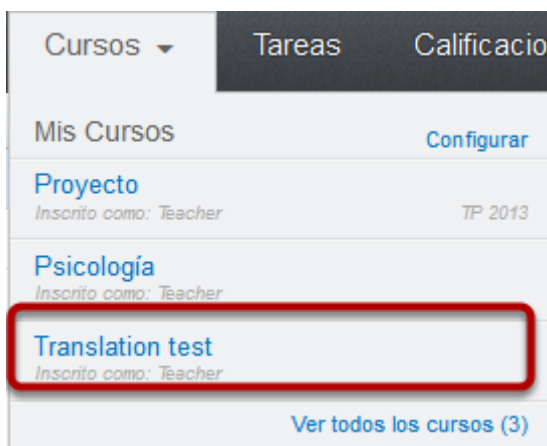 Cursos Tareas Calificacio
Mis Cursos Configurar
Proyecto
Inscrito como: Teacher TP 2013
Psicología
Inscrito como: Teacher
Translation test
Inscrito como: Teacher
Ver todos los cursos (3)